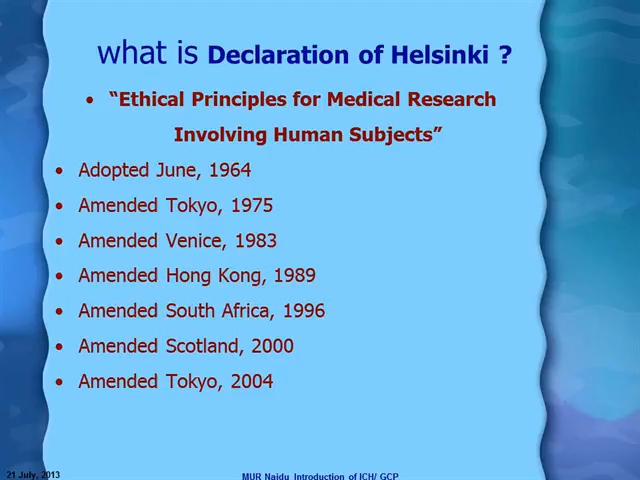 what is Declaration of Helsinki ?
• “Ethical Principles for Medical Research
Involving Human Subjects”
• Adopted June, 1964
• Amended Tokyo, 1975
• Amended Venice, 1983
• Amended Hong Kong, 1989
• Amended South Africa, 1996
• Amended Scotland, 2000
• Amended Tokyo, 2004
21 July, 2013
MUR Naidu Introduction of ICH/ GCP